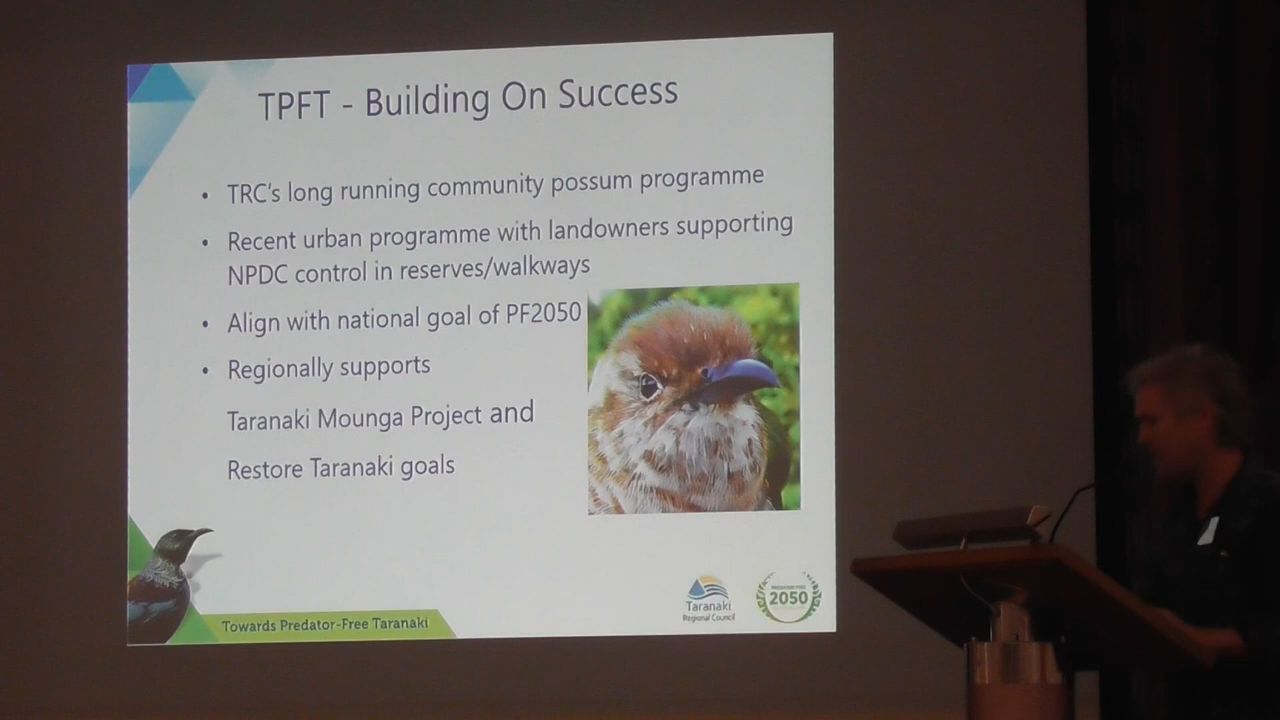 TPFT - Building On Success
• TRC's long running community possum programme
• Recent urban programme with landowners supporting
NPDC control in reserves/walkways
• Align with national goal of PF2050
• Regionally supports
Taranaki Mounga Project and
Restore Taranaki goals
Towards Predator-Free Taranaki
Taranaki
Regional Council
PREDATOR FREE
2050